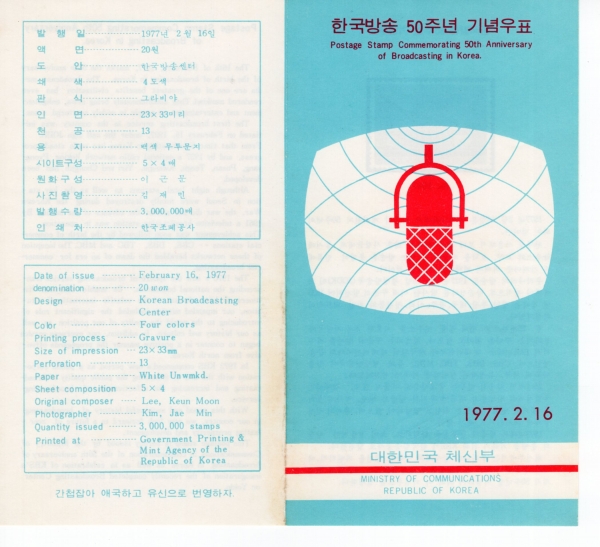 발행일 1977년 2월 16일
액면 20원
도안 한국방송센터
쇄색 4도색
판식 그라비아
인면 23×33미리
천공 13
용지 백색 무투문지
시이트구성 5×4매
원화구성 이근문
사진촬영 김재민
발행수량 3,000,000매
인쇄처 한국조폐공사
Date of issue February 16, 1977
denomination 20 won
Design Korean Broadcasting
Center
Color Four colors
Printing process Gravure
Size of impression 23×33mm
Perforation 13
Paper White Unwmkd.
Sheet composition 5×4
Original composer Lee, Keun Moon
Photographer Kim, Jae Min
Quantity issued 3,000,000 stamps
Printed at Government Printing &
Mint Agency of the
Republic of Korea
간첩잡아 애국하고 유신으로 번영하자
한국방송 50주년 기념우표
Postage Stamp Commemorating 50th Anniversary
of Broadcasting in Korea.
1977. 2. 16
대한민국 체신부
MINISTRY OF COMMUNICATIONS
REPUBLIC OF KOREA